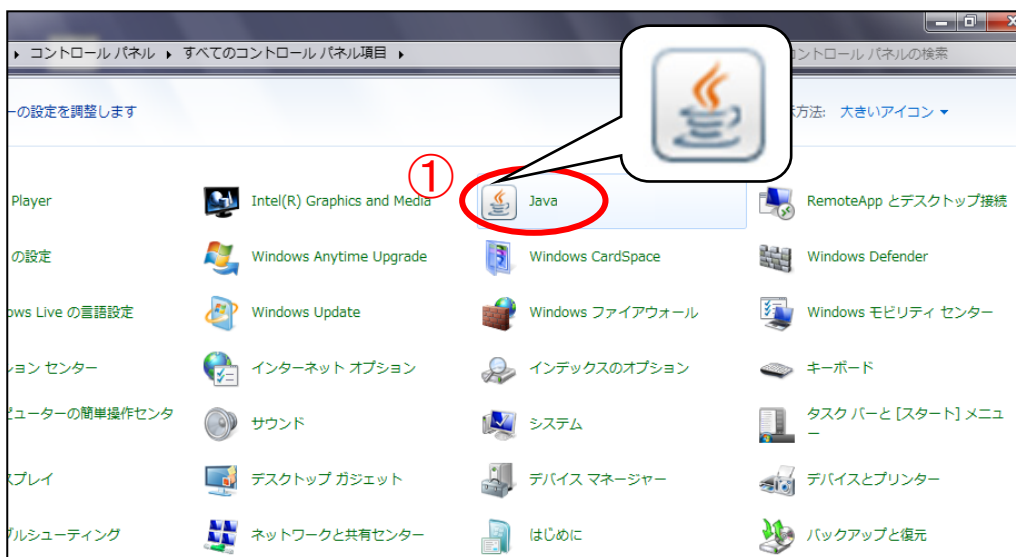 コントロール パネル ▸ すべてのコントロール パネル項目 ▸
コントロール パネルの検索
ーの設定を調整します
方法: 大きいアイコン
①
Player
Intel(R) Graphics and Media
Java
RemoteApp とデスクトップ接続
の設定
Windows Anytime Upgrade
Windows CardSpace
Windows Defender
ows Live の言語設定
Windows Update
Windows ファイアウォール
Windows モビリティ センター
ション センター
インターネット オプション
インデックスのオプション
キーボード
ピューターの簡単操作センタ
サウンド
システム
タスク バーと [スタート] メニュ
ー
スプレイ
デスクトップ ガジェット
デバイス マネージャー
デバイスとプリンター
ブルシューティング
ネットワークと共有センター
はじめに
バックアップと復元